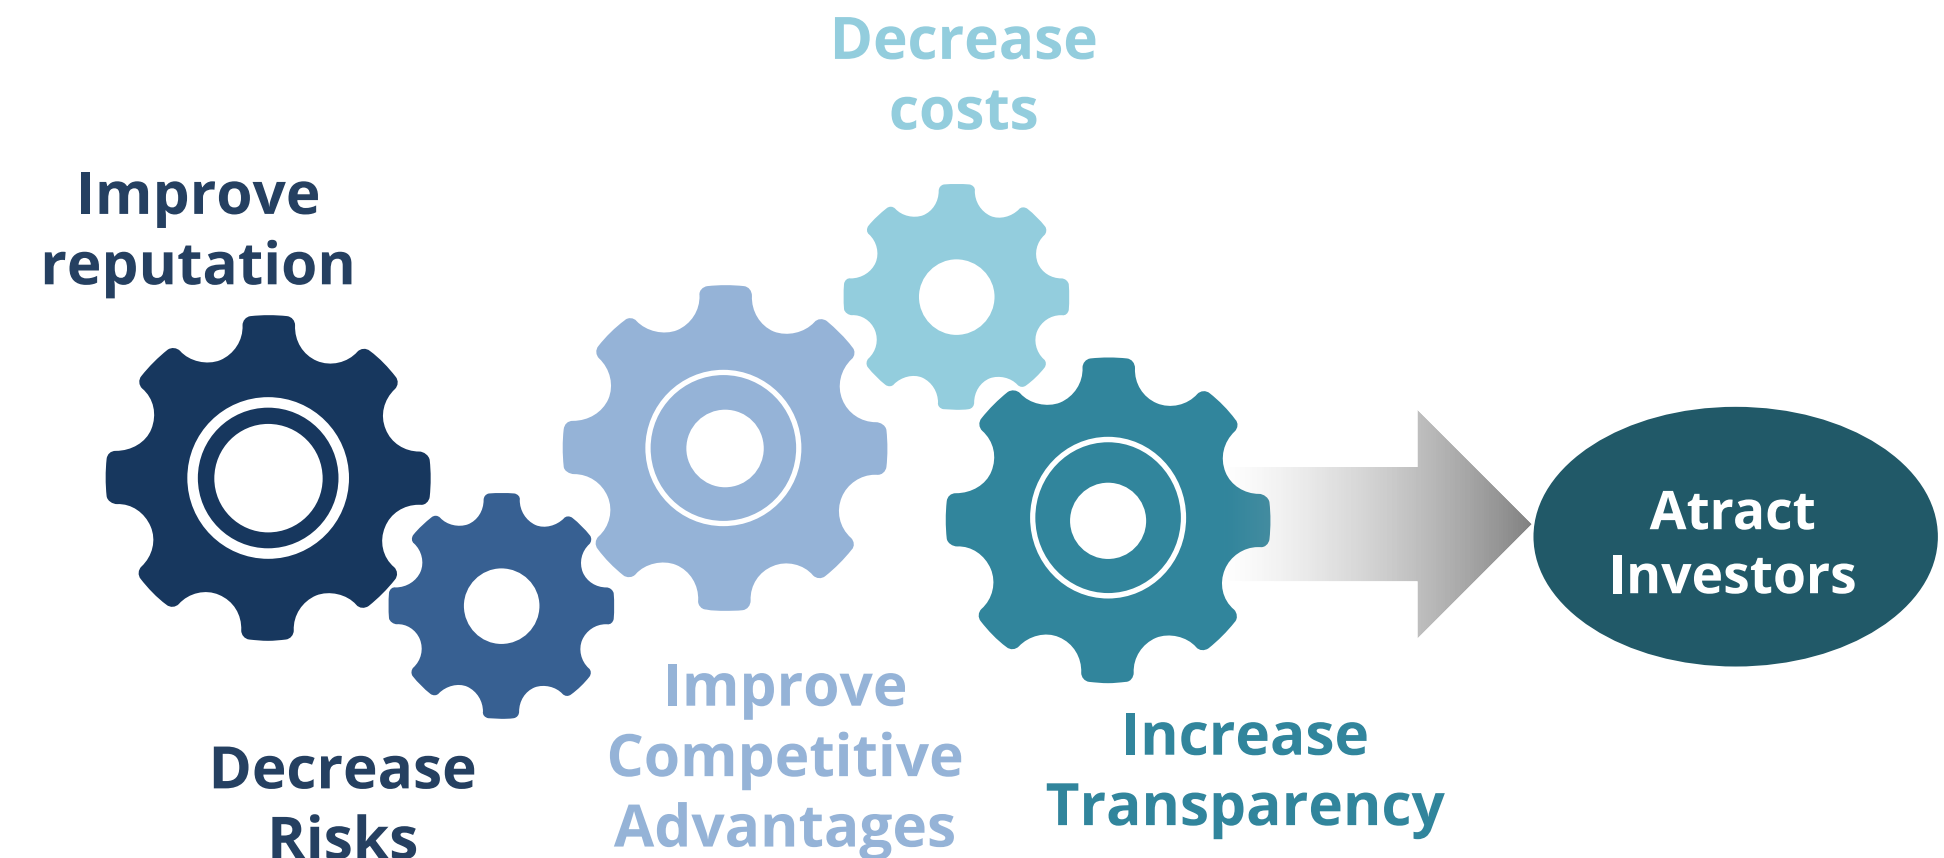 Decrease
costs
Improve
reputation
Decrease
Risks
Improve
Competitive
Advantages
Increase
Transparency
Atract
Investors